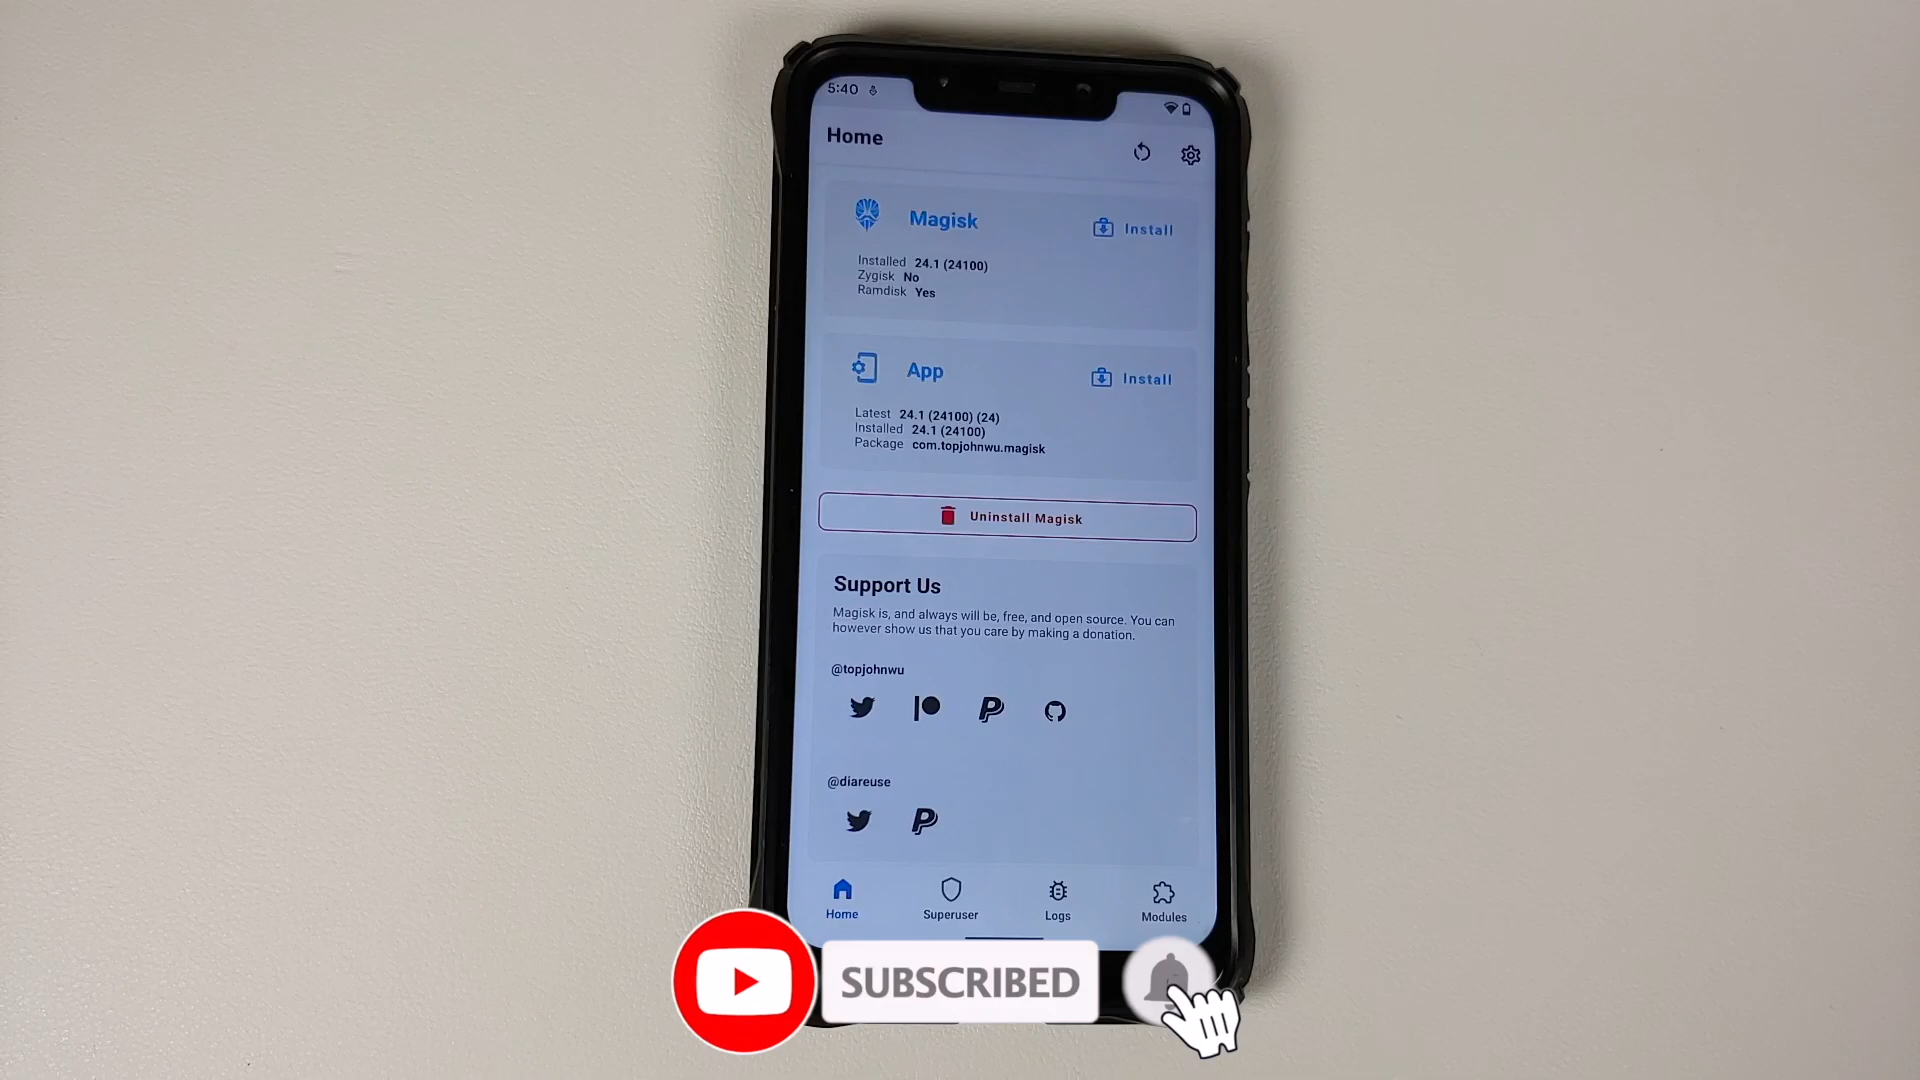 5:40
Home
Magisk
Install
Installed 24.1 (24100)
Zygisk No
Ramdisk Yes
App
Install
Latest 24.1 (24100) (24)
Installed 24.1 (24100)
Package com.topjohnwu.magisk
Uninstall Magisk
Support Us
Magisk is, and always will be, free, and open source. You can
however show us that you care by making a donation.
@topjohnwu
@diareuse
Home
Superuser
Logs
Modules
SUBSCRIBED